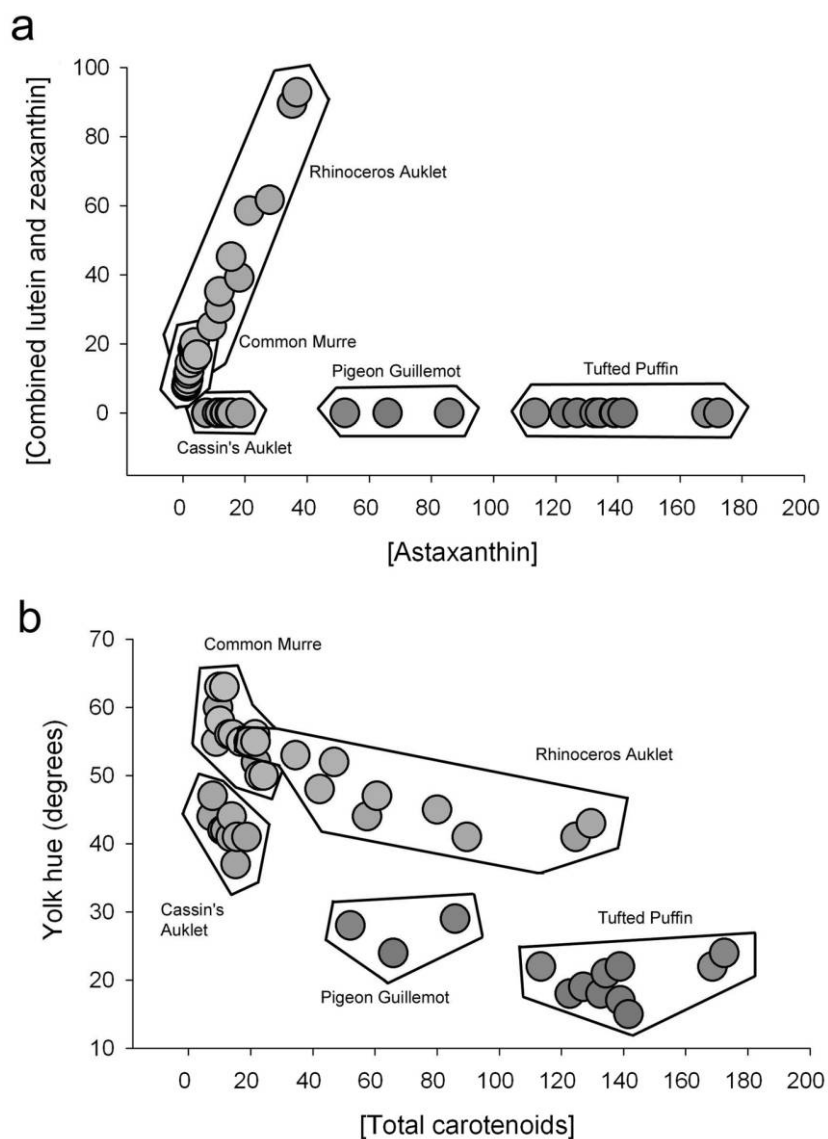 a
[Combined lutein and zeaxanthin]
100
80
60
40
20
0
Rhinoceros Auklet
Common Murre
Pigeon Guillemot
Tufted Puffin
Cassin's Auklet
0 20 40 60 80 100 120 140 160 180 200
[Astaxanthin]
b
Yolk hue (degrees)
70
60
50
40
30
20
10
Common Murre
Rhinoceros Auklet
Cassin's
Auklet
Tufted Puffin
Pigeon Guillemot
0 20 40 60 80 100 120 140 160 180 200
[Total carotenoids]